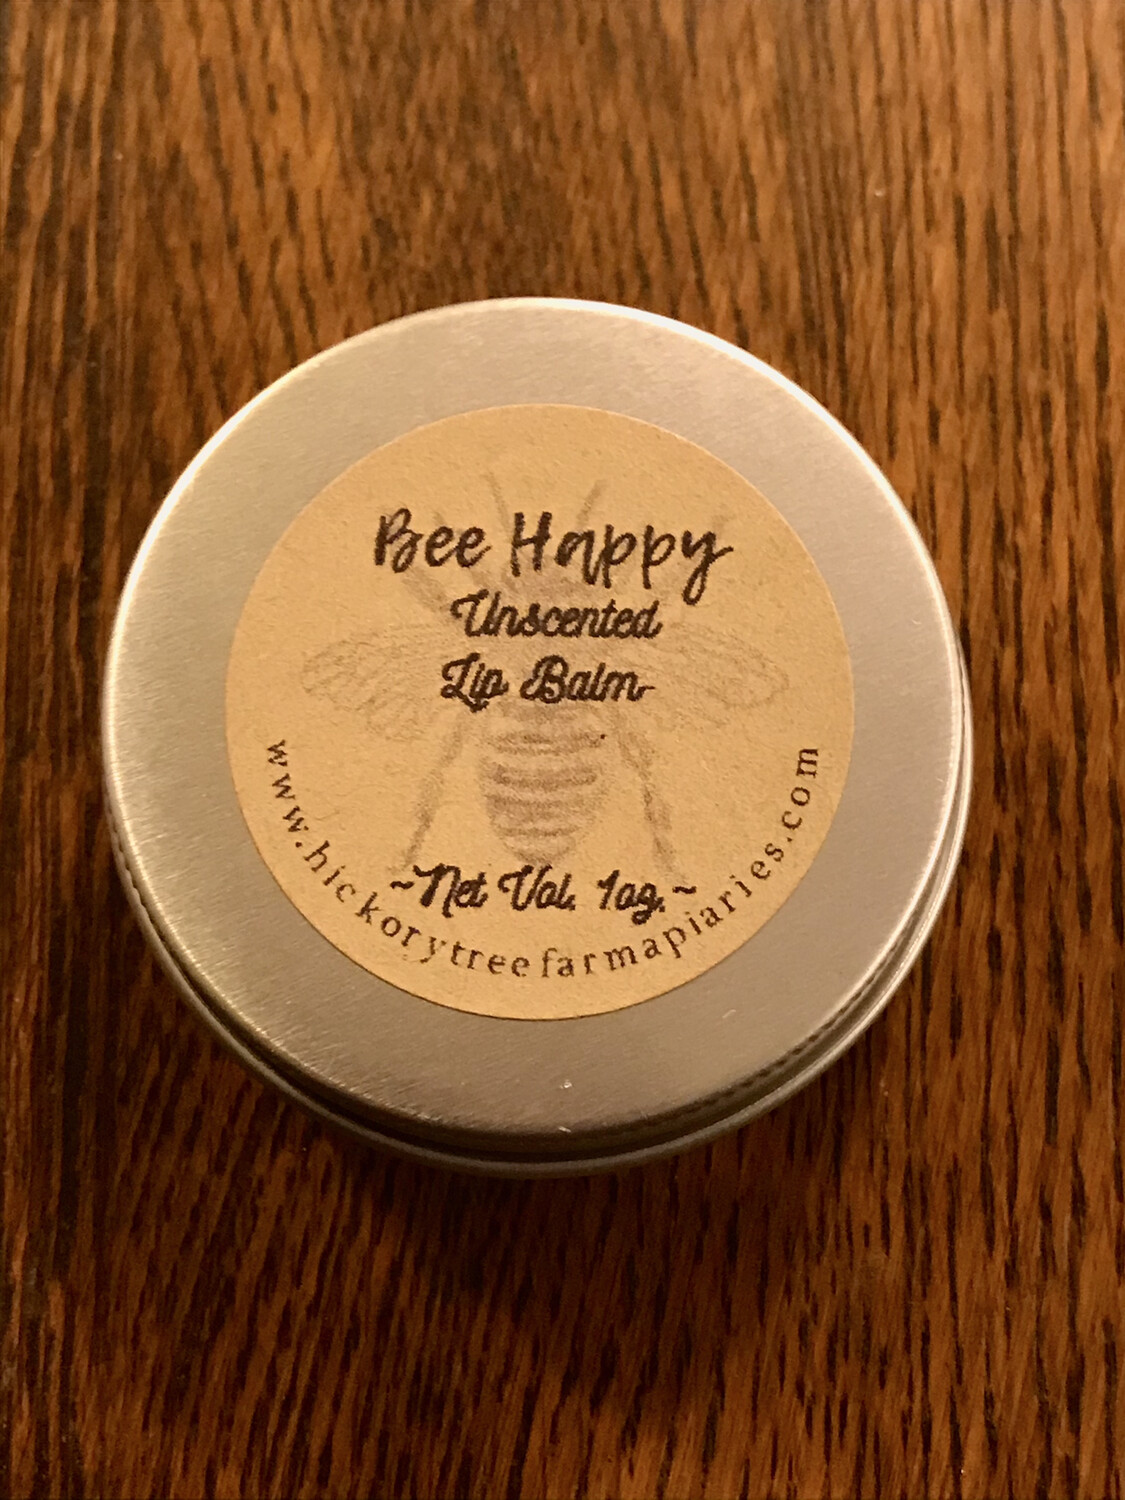 Bee Happy
Unscented
Lip Balm
~Net Vol. 1oz.~
www.hickorytreefarmapiaries.com